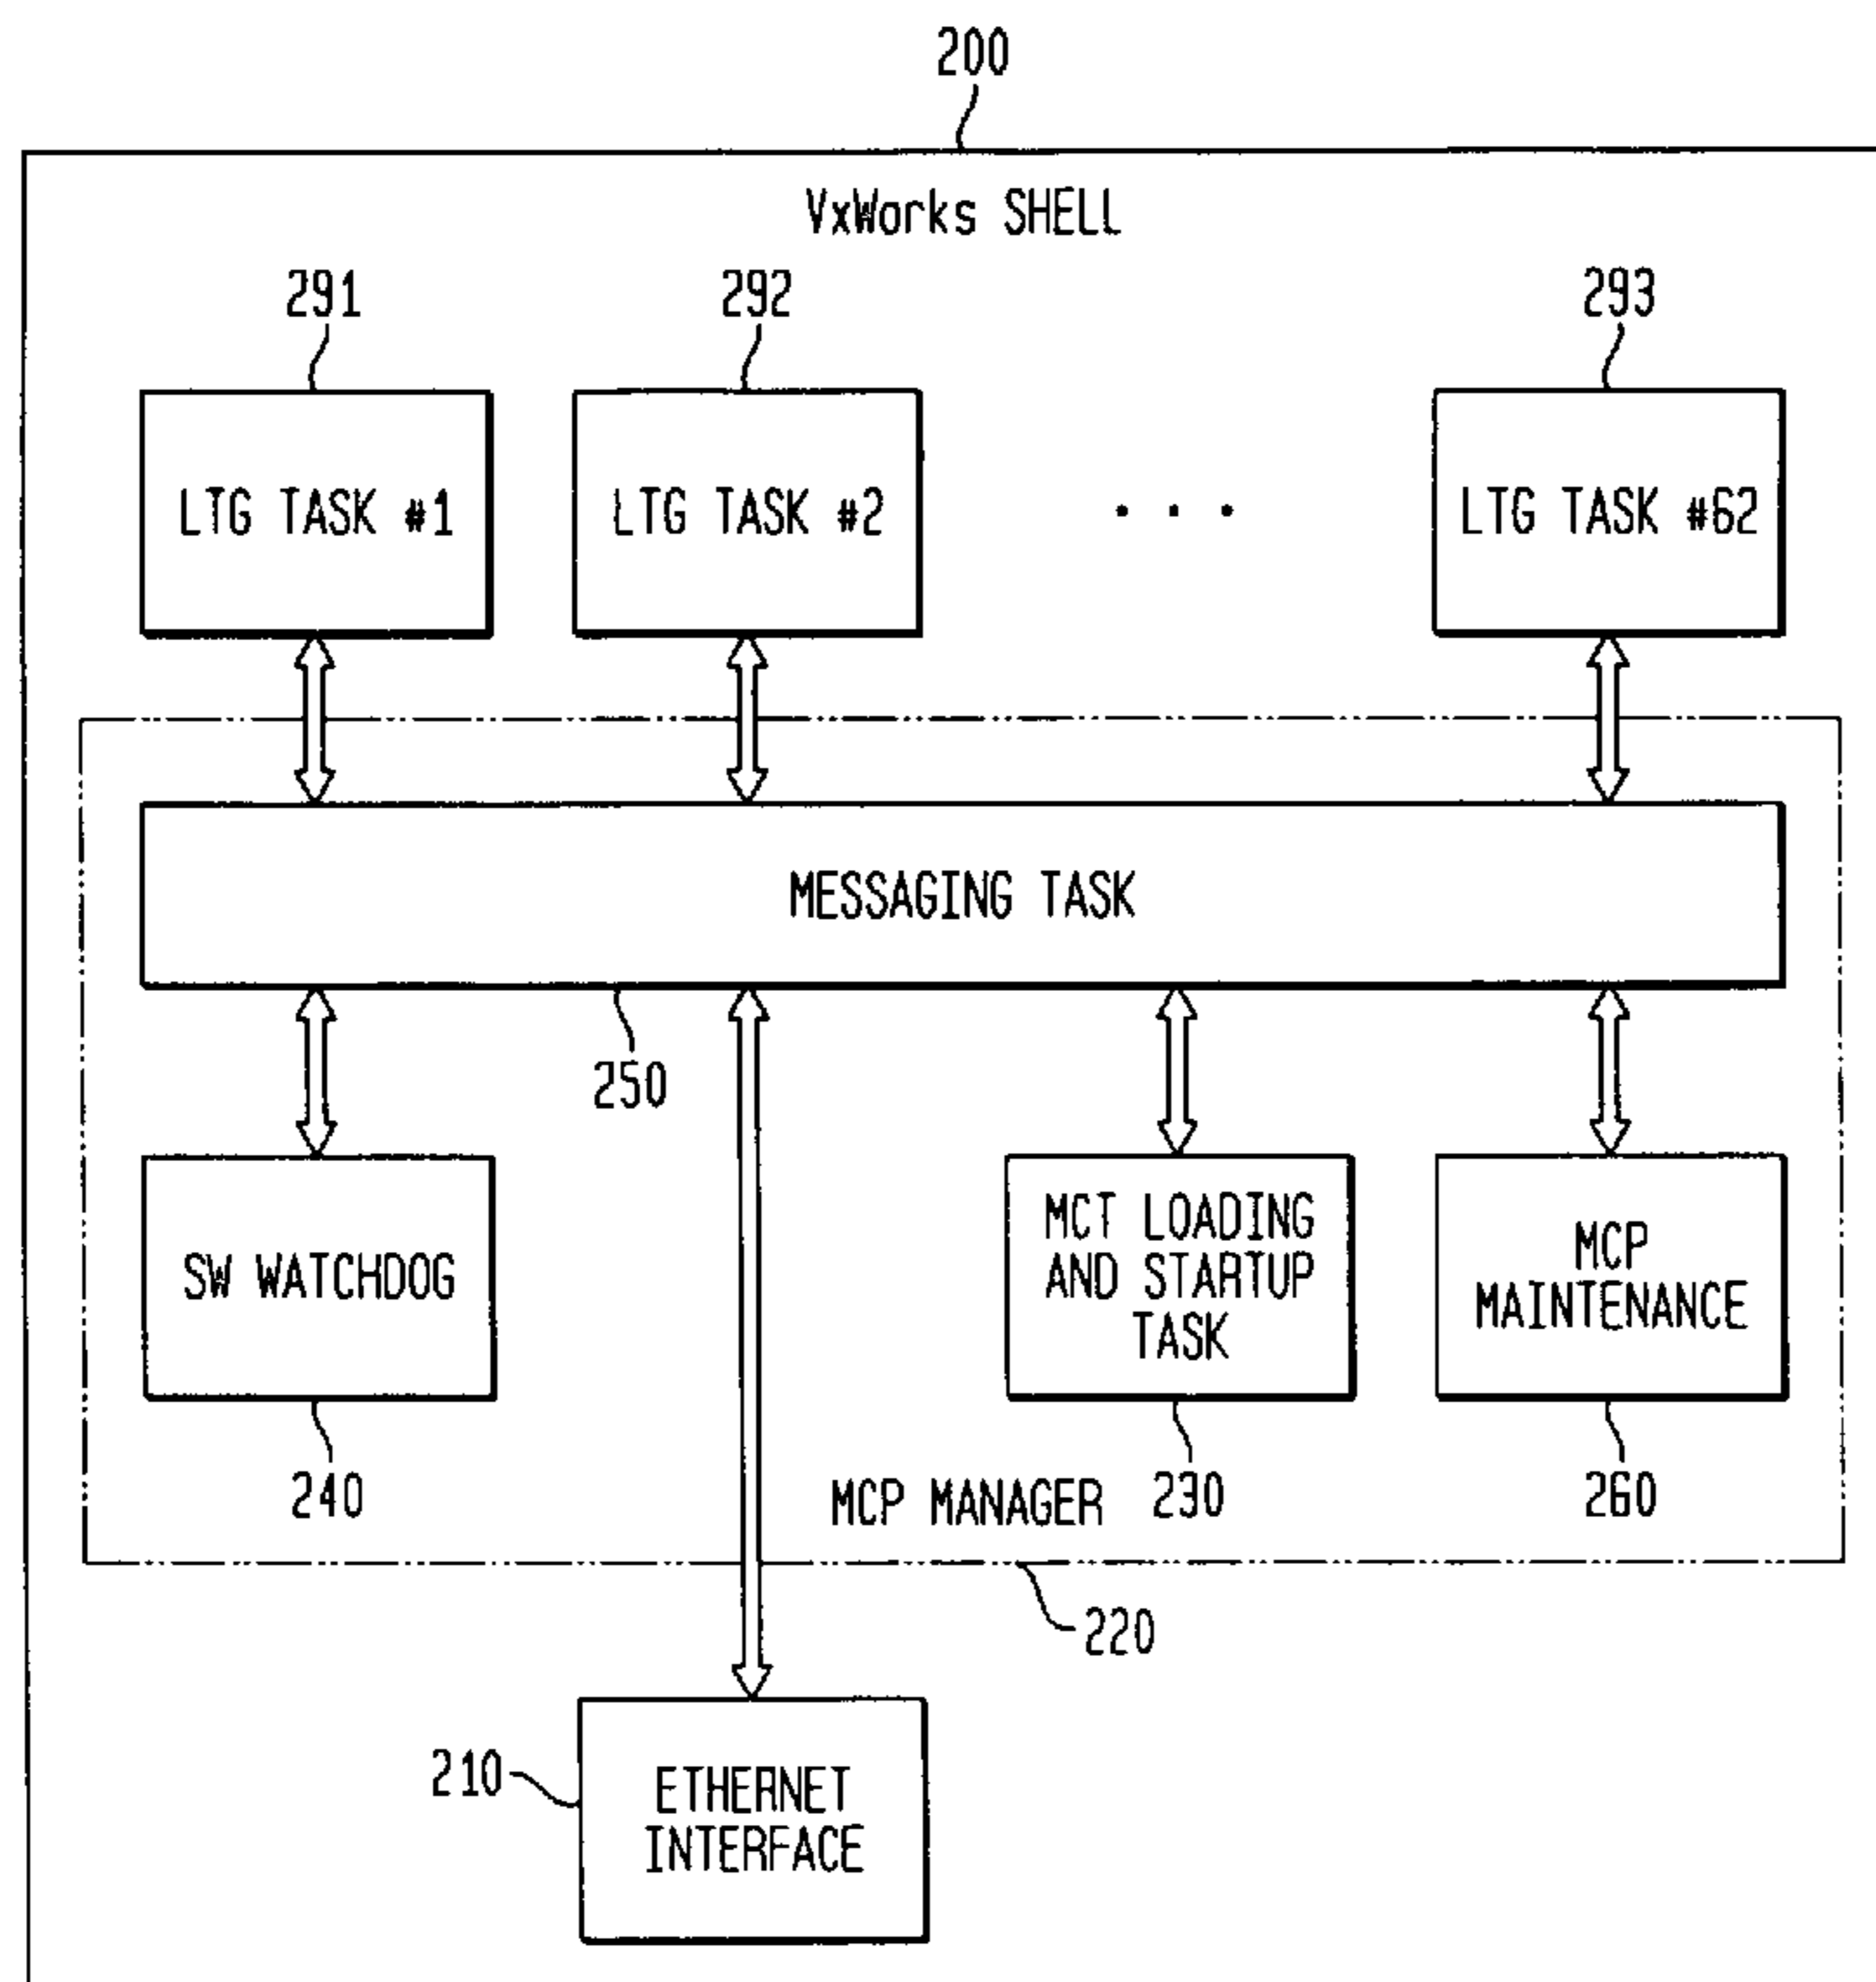 200
VxWorks SHELL
291
292
293
LTG TASK #1
LTG TASK #2
. . .
LTG TASK #62
MESSAGING TASK
250
SW WATCHDOG
MCT LOADING
AND STARTUP
TASK
MCP
MAINTENANCE
240
MCP MANAGER
230
260
220
210
ETHERNET
INTERFACE